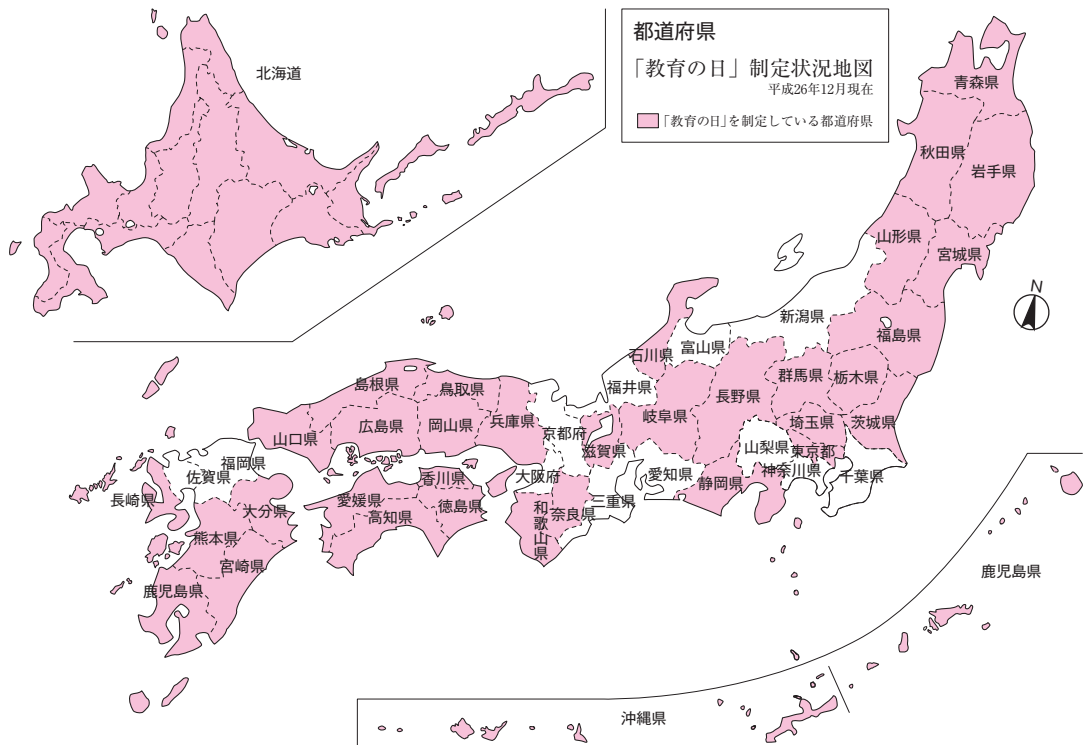 都道府県
「教育の日」制定状況地図
平成26年12月現在
「教育の日」を制定している都道府県
北海道
青森県
秋田県
岩手県
山形県
宮城県
N
新潟県
福島県
石川県
富山県
福井県
群馬県
栃木県
長野県
岐阜県
埼玉県
茨城県
山梨県
東京都
神奈川県
千葉県
静岡県
愛知県
島根県
鳥取県
広島県
岡山県
兵庫県
京都府
滋賀県
山口県
大阪府
三重県
奈良県
和歌山県
香川県
徳島県
愛媛県
高知県
福岡県
佐賀県
長崎県
大分県
熊本県
宮崎県
鹿児島県
鹿児島県
沖縄県